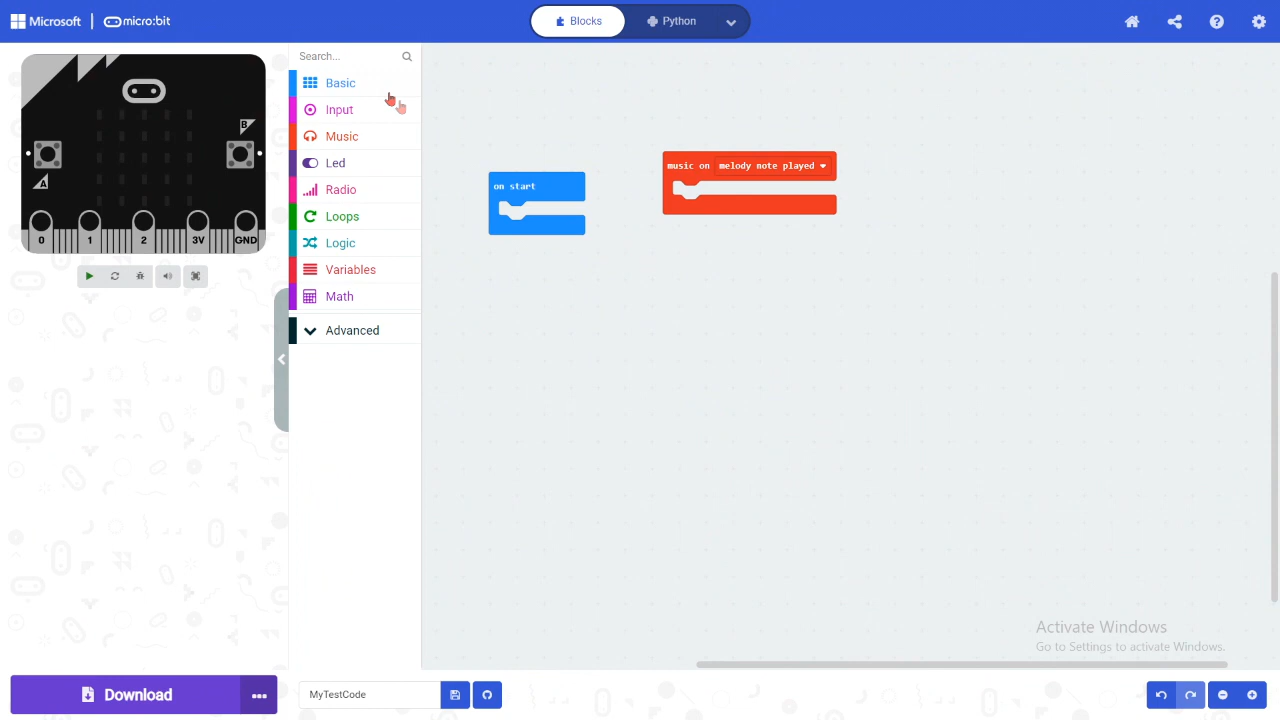 Microsoft
micro:bit
Blocks
Python
Search...
Basic
Input
Music
Led
Radio
Loops
Logic
Variables
Math
Advanced
B
A
0 1 2 3V GND
on start
music on melody note played
Activate Windows
Go to Settings to activate Windows.
Download
MyTestCode